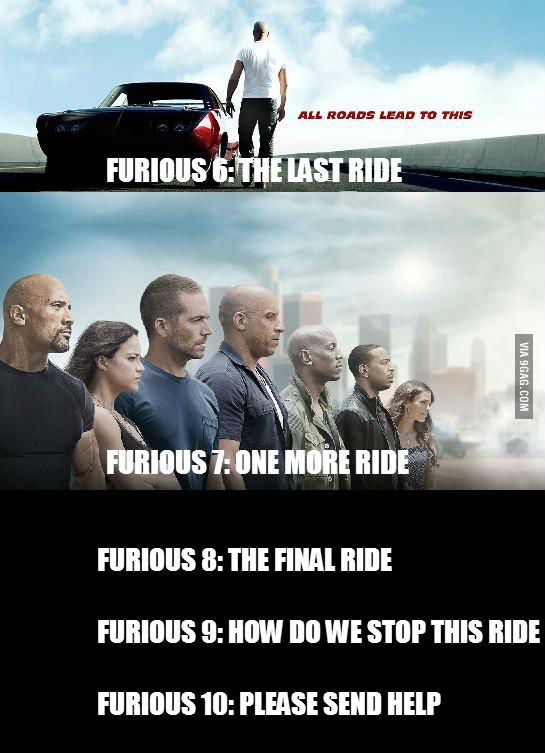 ALL ROADS LEAD TO THIS
FURIOUS 6: THE LAST RIDE
VIA 9GAG.COM
FURIOUS 7: ONE MORE RIDE
FURIOUS 8: THE FINAL RIDE
FURIOUS 9: HOW DO WE STOP THIS RIDE
FURIOUS 10: PLEASE SEND HELP